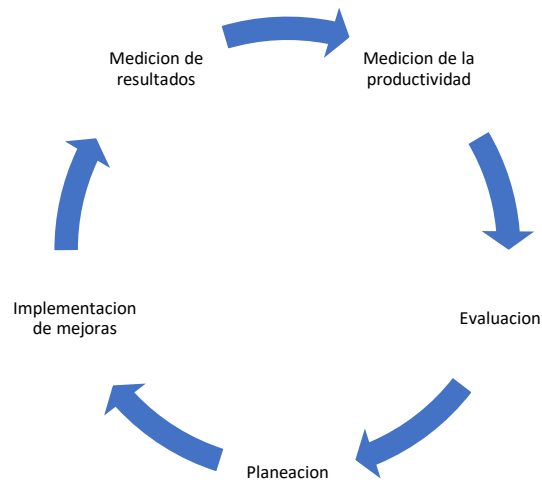 Medicion de
resultados
Medicion de la
productividad
Evaluacion
Planeacion
Implementacion
de mejoras